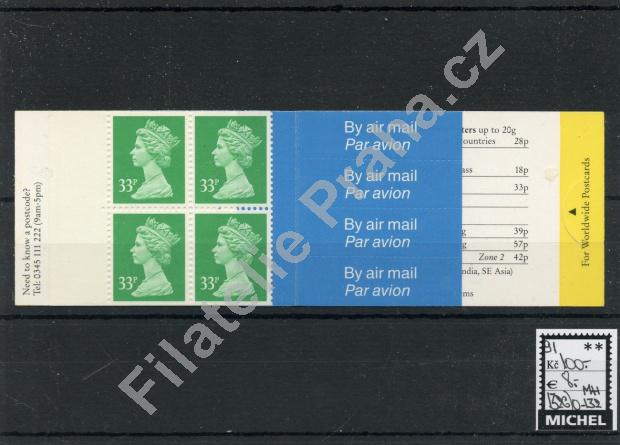 Need to know a postcode?
Tel: 0345 111 222 (9am-5pm)
33P
33P
33P
33P
By air mail
Par avion
By air mail
Par avion
By air mail
Par avion
By air mail
Par avion
ters up to 20g
ountries 28p
ss 18p
33p
g 39p
g 57p
Zone 2 42p
ndia, SE Asia)
ms
For Worldwide Postcards
Filatelie Praha.cz
91 **
Kč 100.-
€ 8.-
MH
MICHEL